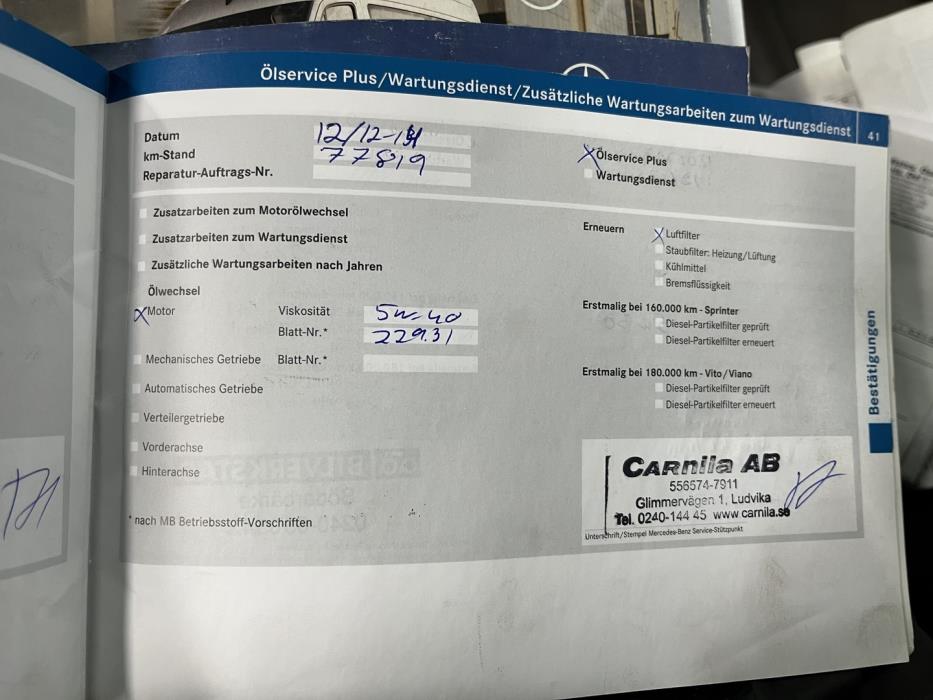 Ölservice Plus/Wartungsdienst/Zusätzliche Wartungsarbeiten zum Wartungsdienst 41
Datum 12/12-
km-Stand 77819
Reparatur-Auftrags-Nr.
X Ölservice Plus
Wartungsdienst
Zusatzarbeiten zum Motorölwechsel
Zusatzarbeiten zum Wartungsdienst
Zusätzliche Wartungsarbeiten nach Jahren
Ölwechsel
X Motor Viskosität 5w-40
Blatt-Nr.* 229.31
Mechanisches Getriebe Blatt-Nr.*
Automatisches Getriebe
Verteilergetriebe
Vorderachse
Hinterachse
* nach MB Betriebsstoff-Vorschriften
Erneuern X Luftfilter
Staubfilter: Heizung/Lüftung
Kühlmittel
Bremsflüssigkeit
Erstmalig bei 160.000 km - Sprinter
Diesel-Partikelfilter geprüft
Diesel-Partikelfilter erneuert
Erstmalig bei 180.000 km - Vito/Viano
Diesel-Partikelfilter geprüft
Diesel-Partikelfilter erneuert
Carnila AB
556574-7911
Glimmervägen 1, Ludvika
Tel. 0240-144 45 www.carnila.se
Unterschrift/Stempel Mercedes-Benz Service-Stützpunkt
Bestätigungen